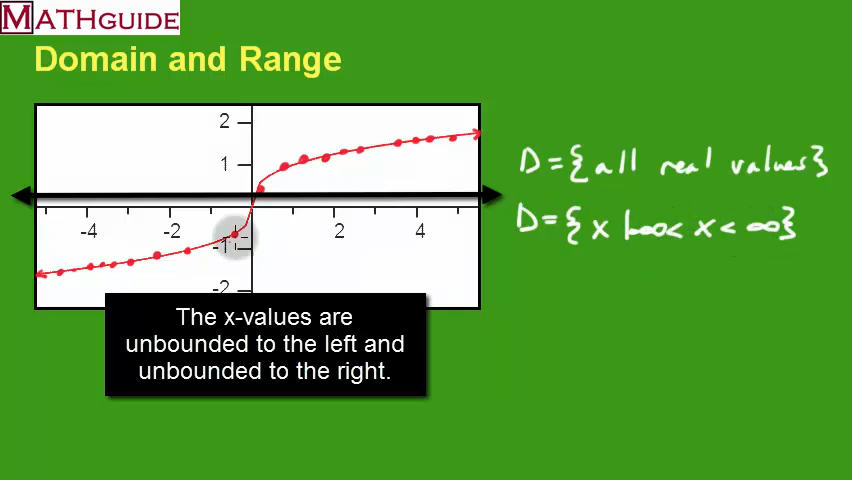 MATHGUIDE
Domain and Range
2
1
-4 -2 2 4
-1
-2
D={all real values}
D={x |-∞< x < ∞}
The x-values are
unbounded to the left and
unbounded to the right.